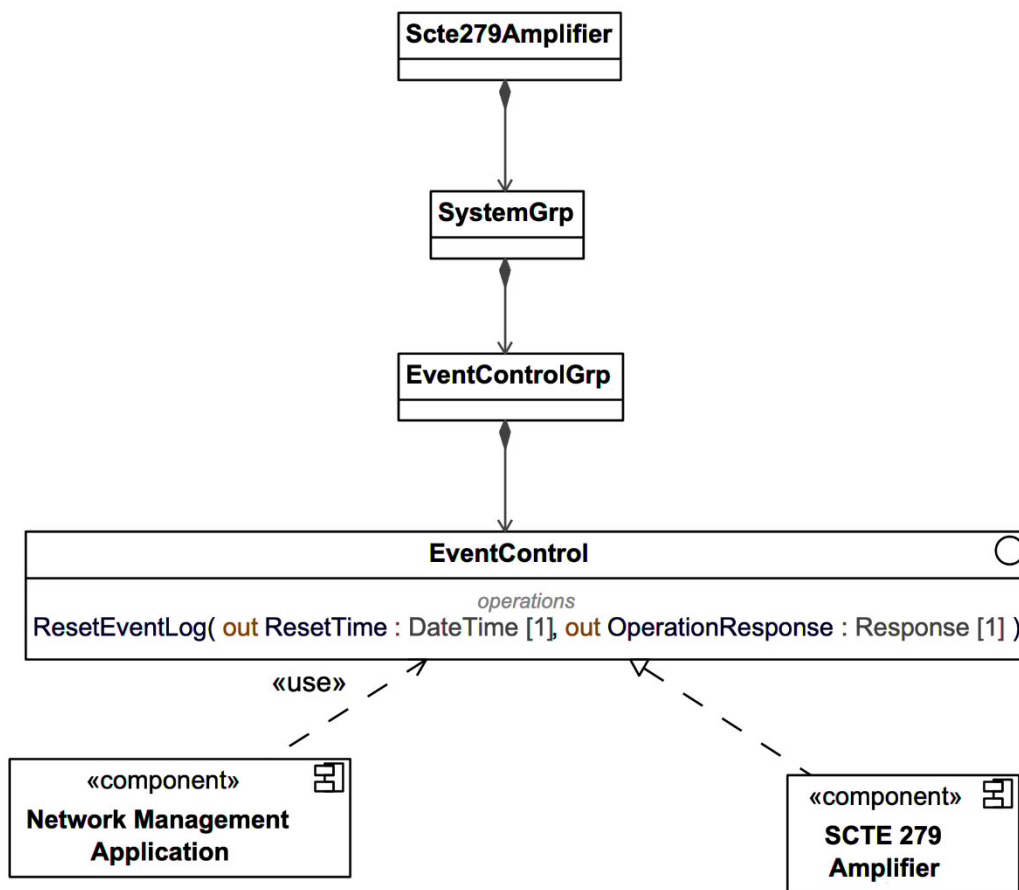 Scte279Amplifier
SystemGrp
EventControlGrp
EventControl
operations
ResetEventLog( out ResetTime : DateTime [1], out OperationResponse : Response [1] )
«use»
«component»
Network Management
Application
«component»
SCTE 279
Amplifier